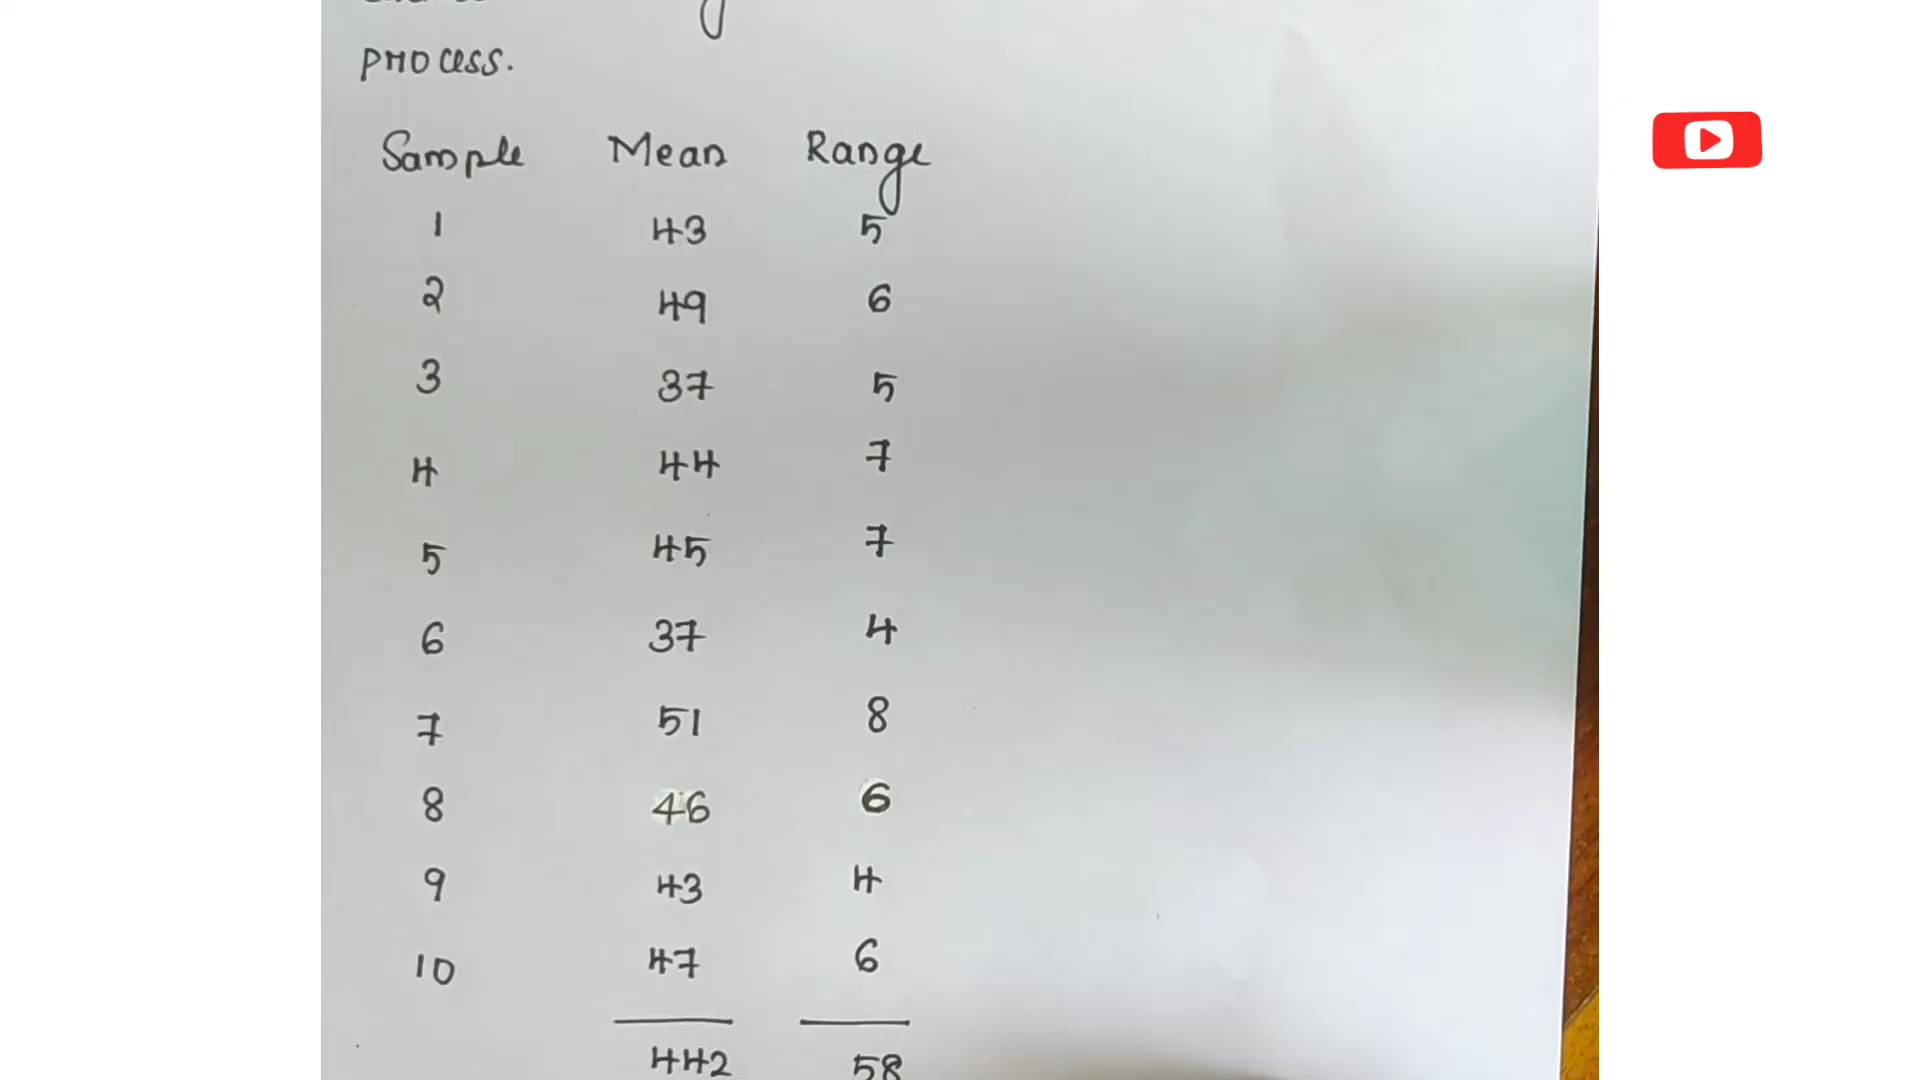 process.
Sample Mean Range
1 43 5
2 49 6
3 37 5
4 44 7
5 45 7
6 37 4
7 51 8
8 46 6
9 43 4
10 47 6
442 58